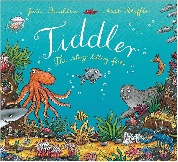 Julia Donaldson Axel Scheffler
Tiddler
The story-telling fish